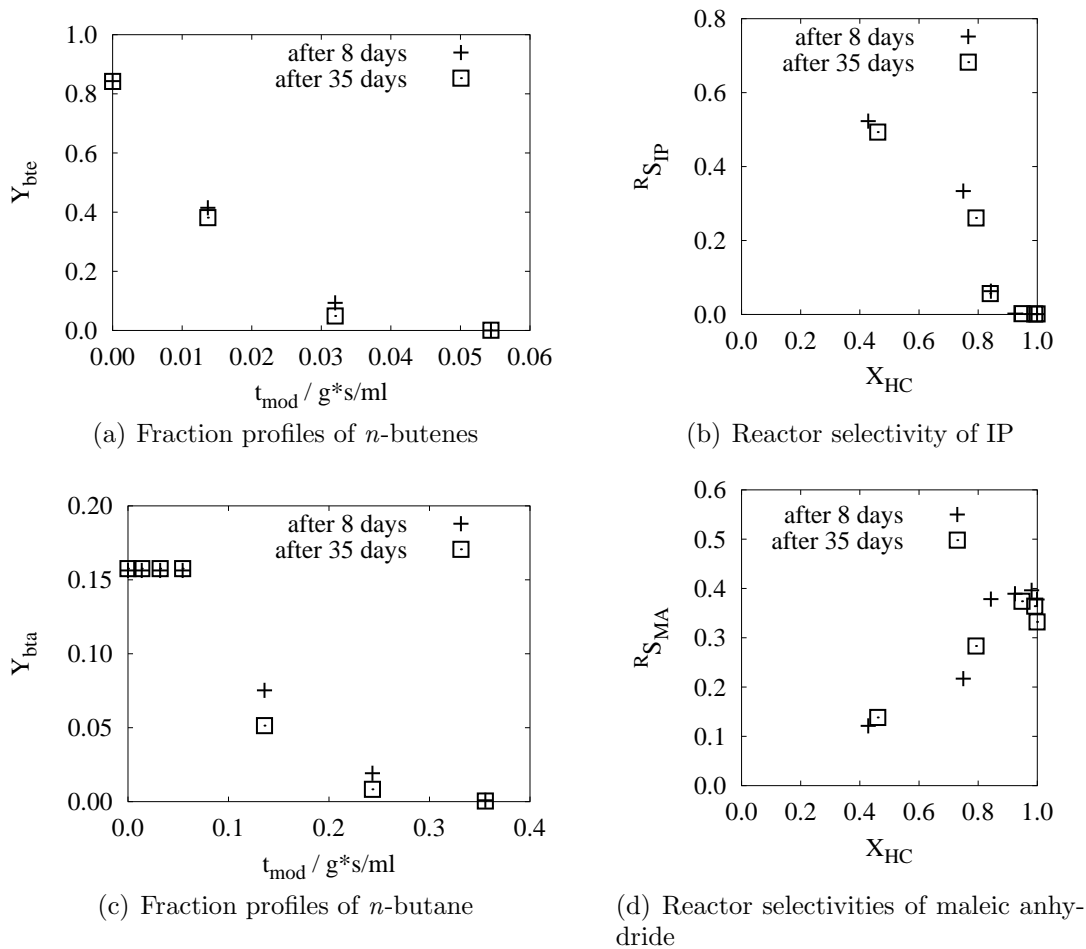 1.0
0.8
0.6
0.4
0.2
0.0
Y_bte
after 8 days
after 35 days
0.00 0.01 0.02 0.03 0.04 0.05 0.06
t_mod / g*s/ml
(a) Fraction profiles of n-butenes
0.8
0.6
0.4
0.2
0.0
^R S_IP
after 8 days
after 35 days
0.0 0.2 0.4 0.6 0.8 1.0
X_HC
(b) Reactor selectivity of IP
0.20
0.15
0.10
0.05
0.00
Y_bta
after 8 days
after 35 days
0.0 0.1 0.2 0.3 0.4
t_mod / g*s/ml
(c) Fraction profiles of n-butane
0.6
0.5
0.4
0.3
0.2
0.1
0.0
^R S_MA
after 8 days
after 35 days
0.0 0.2 0.4 0.6 0.8 1.0
X_HC
(d) Reactor selectivities of maleic anhy-
dride